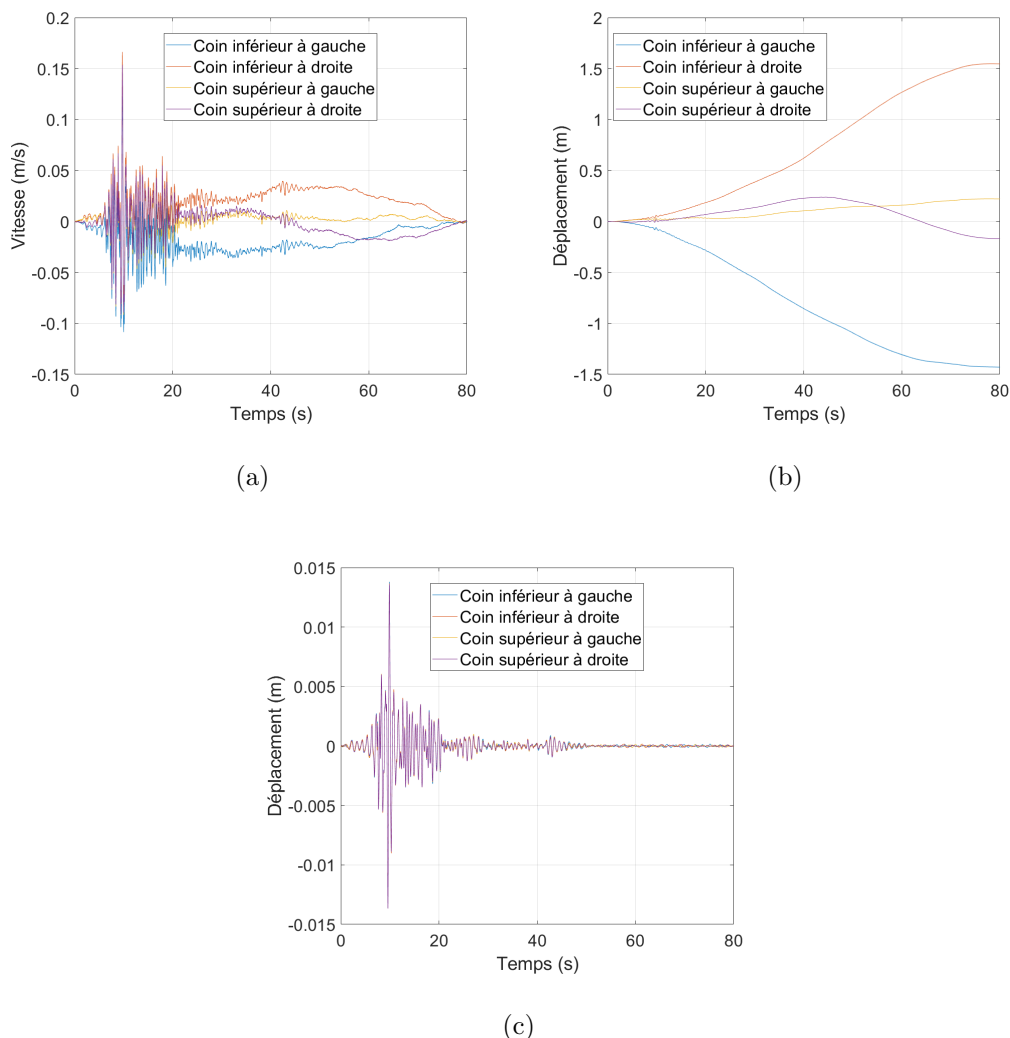 0.2
0.15
0.1
0.05
0
-0.05
-0.1
-0.15
Vitesse (m/s)
Coin inférieur à gauche
Coin inférieur à droite
Coin supérieur à gauche
Coin supérieur à droite
0 20 40 60 80
Temps (s)
(a)
2
1.5
1
0.5
0
-0.5
-1
-1.5
Déplacement (m)
Coin inférieur à gauche
Coin inférieur à droite
Coin supérieur à gauche
Coin supérieur à droite
0 20 40 60 80
Temps (s)
(b)
0.015
0.01
0.005
0
-0.005
-0.01
-0.015
Déplacement (m)
Coin inférieur à gauche
Coin inférieur à droite
Coin supérieur à gauche
Coin supérieur à droite
0 20 40 60 80
Temps (s)
(c)